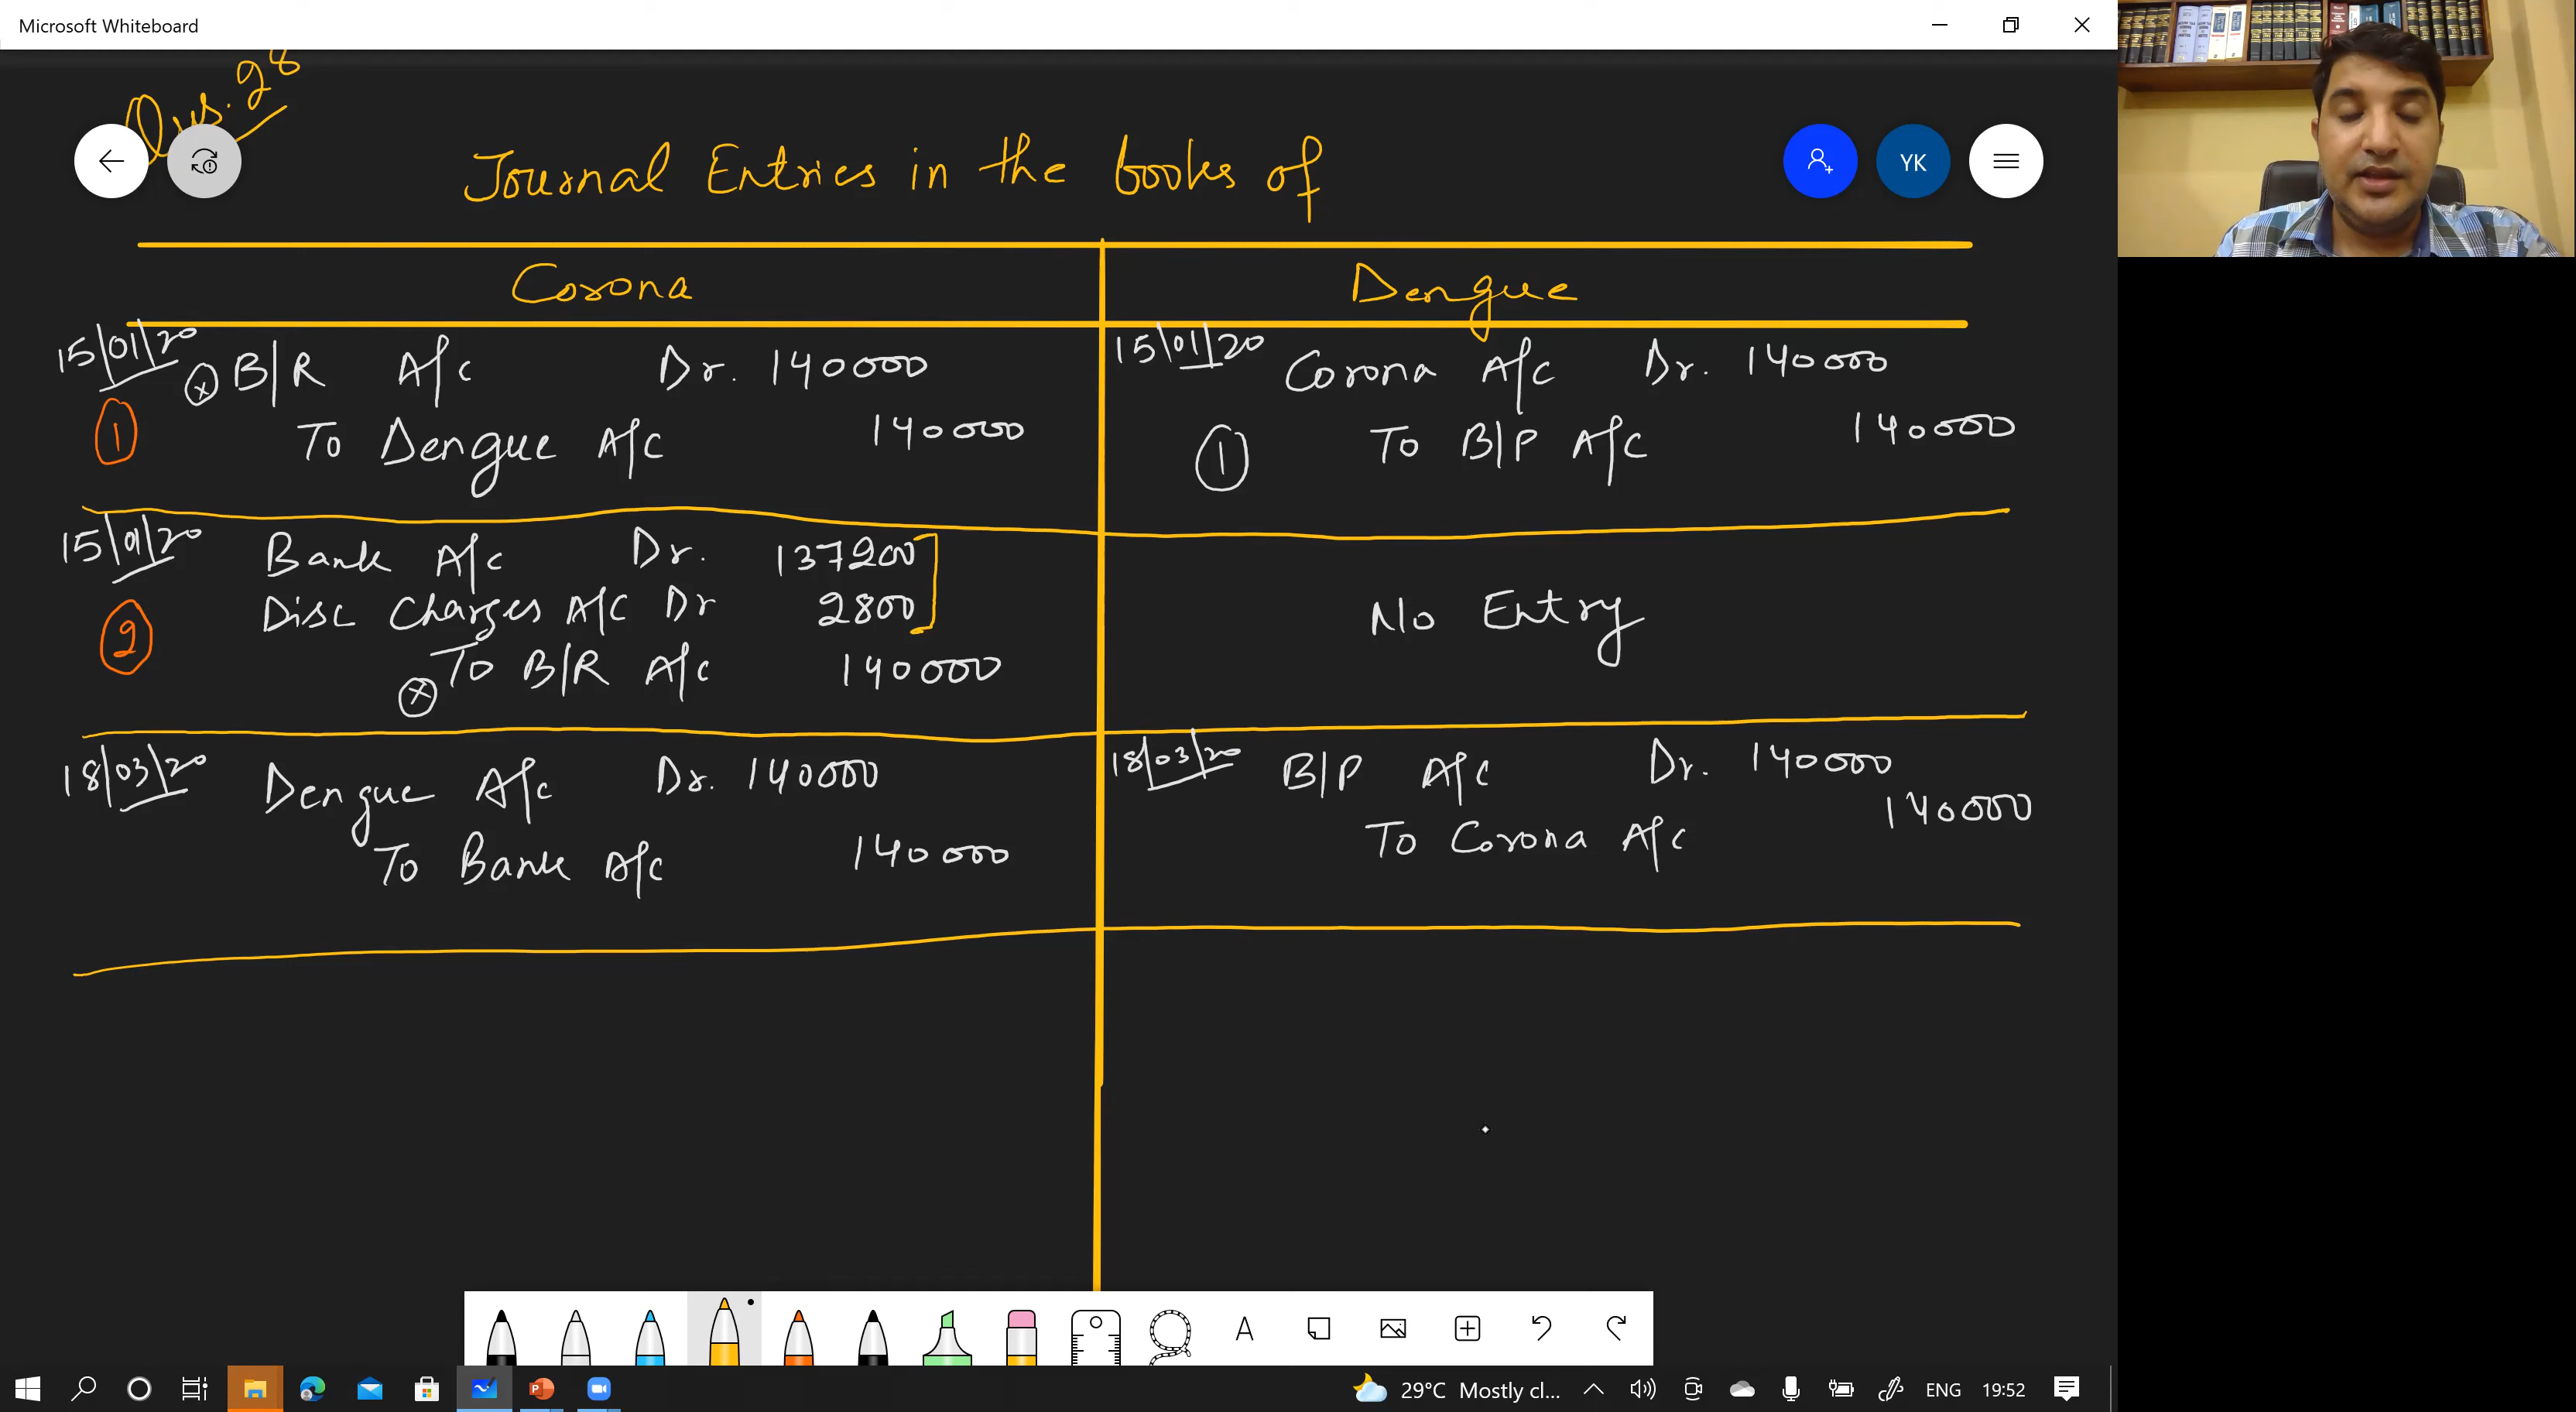 Microsoft Whiteboard
Qus. 28
Journal Entries in the books of
YK
Corona
Dengue
15/01/20 B/R A/c Dr. 140000
To Dengue A/c 140000
1
15/01/20 Corona A/c Dr. 140000
To B/P A/c 140000
1
15/01/20 Bank A/c Dr. 137200
Disc Charges A/c Dr 2800
To B/R A/c 140000
2
No Entry
18/03/20 Dengue A/c Dr. 140000
To Bank A/c 140000
18/03/20 B/P A/c Dr. 140000
To Corona A/c 140000
A
29°C Mostly cl...
ENG
19:52